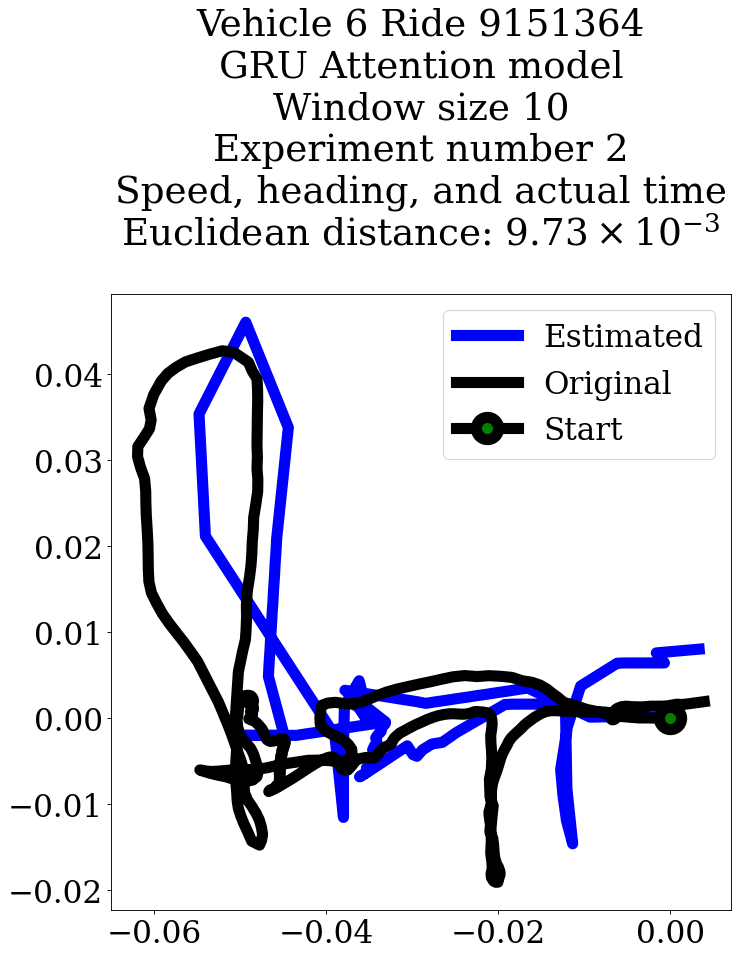 Vehicle 6 Ride 9151364
GRU Attention model
Window size 10
Experiment number 2
Speed, heading, and actual time
Euclidean distance: 9.73 × 10⁻³
Estimated
Original
Start
0.04
0.03
0.02
0.01
0.00
−0.01
−0.02
−0.06 −0.04 −0.02 0.00